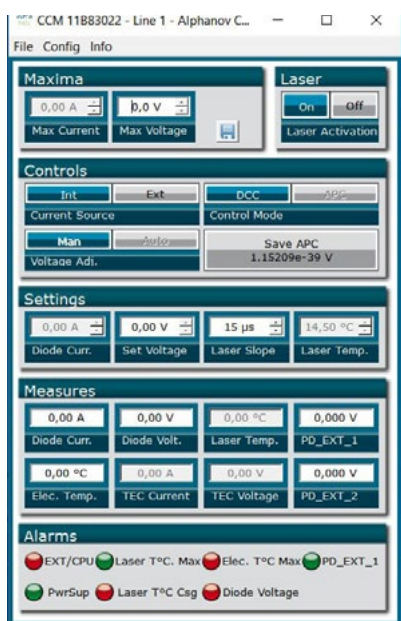 CCM 11B83022 - Line 1 - Alphanov C...
File Config Info
Maxima
Laser
0,00 A
0,0 V
On
Off
Max Current
Max Voltage
Laser Activation
Controls
Int
Ext
DCC
APC
Current Source
Control Mode
Man
Auto
Save APC
1.15209e-39 V
Voltage Adj.
Settings
0,00 A
0,00 V
15 µs
14,50 °C
Diode Curr.
Set Voltage
Laser Slope
Laser Temp.
Measures
0,00 A
0,00 V
0,00 °C
0,000 V
Diode Curr.
Diode Volt.
Laser Temp.
PD_EXT_1
0,00 °C
0,00 A
0,00 V
0,000 V
Elec. Temp.
TEC Current
TEC Voltage
PD_EXT_2
Alarms
EXT/CPU
Laser T°C. Max
Elec. T°C Max
PD_EXT_1
PwrSup
Laser T°C Csg
Diode Voltage